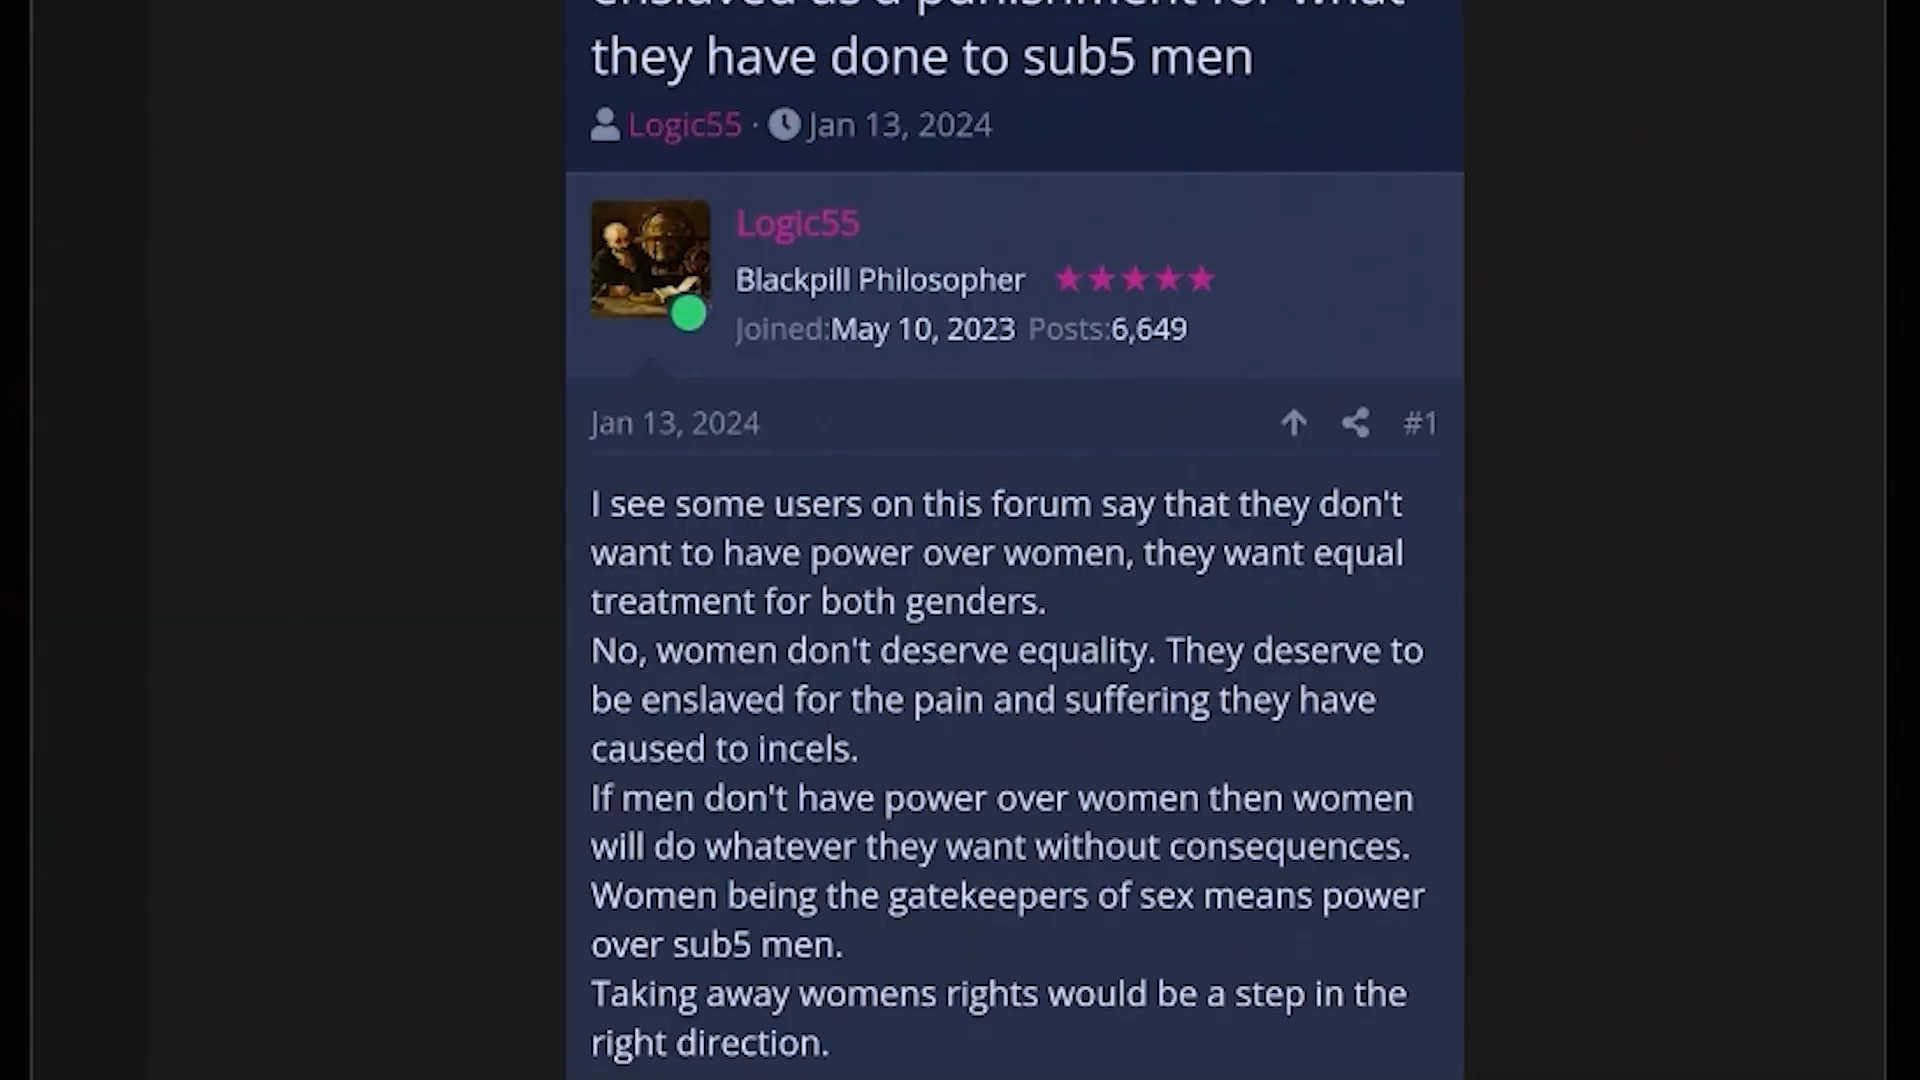 enslaved as a punishment for what
they have done to sub5 men
Logic55 · Jan 13, 2024
Logic55
Blackpill Philosopher ★★★★★
Joined:May 10, 2023 Posts:6,649
Jan 13, 2024 #1
I see some users on this forum say that they don't
want to have power over women, they want equal
treatment for both genders.
No, women don't deserve equality. They deserve to
be enslaved for the pain and suffering they have
caused to incels.
If men don't have power over women then women
will do whatever they want without consequences.
Women being the gatekeepers of sex means power
over sub5 men.
Taking away womens rights would be a step in the
right direction.